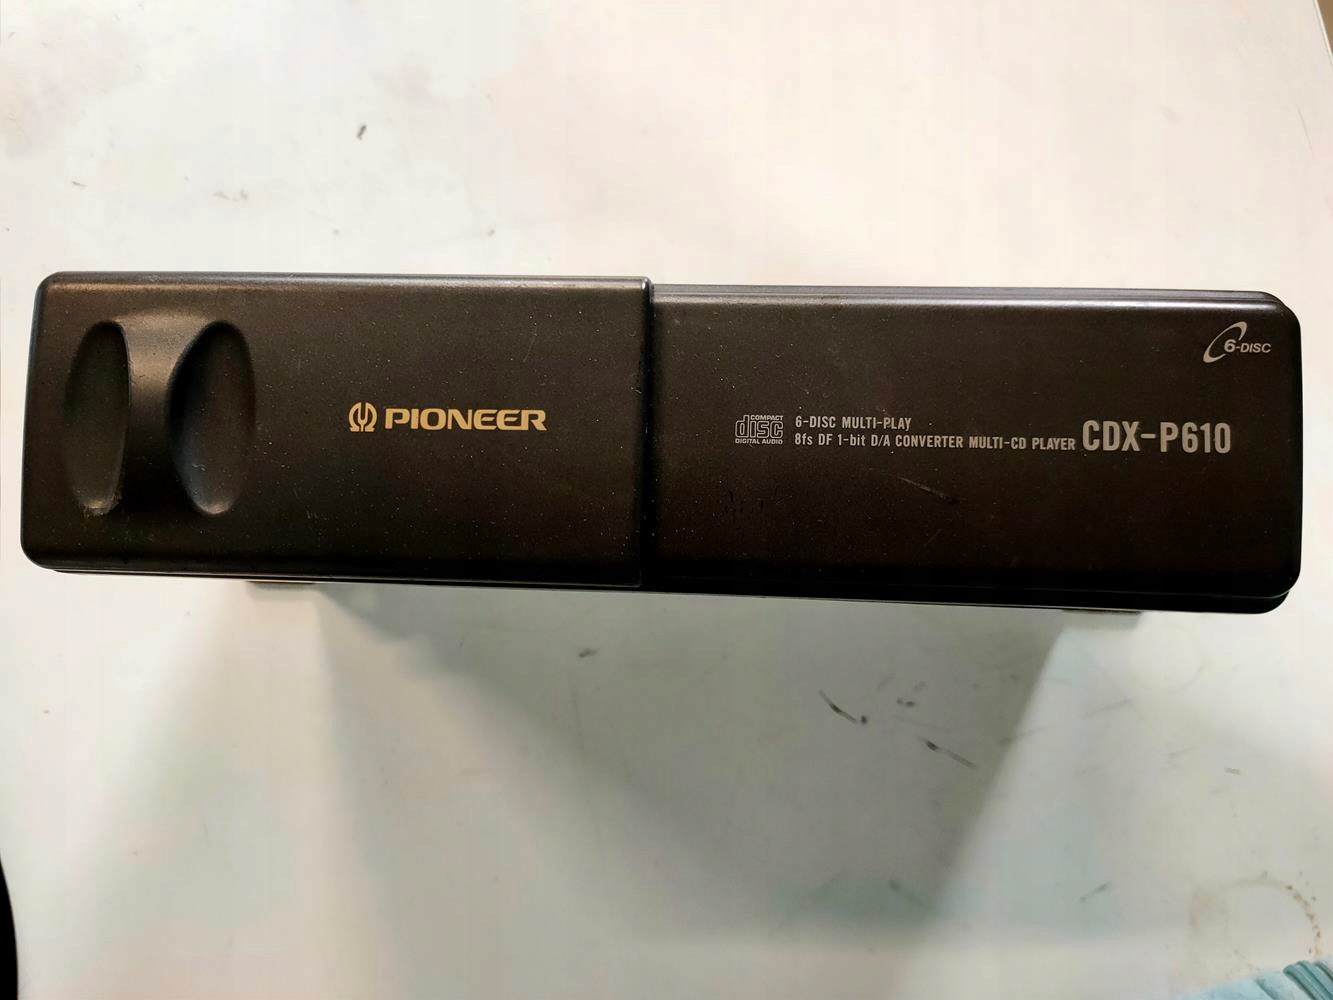 PIONEER
6-DISC
COMPACT
disc
DIGITAL AUDIO
6-DISC MULTI-PLAY
8fs DF 1-bit D/A CONVERTER MULTI-CD PLAYER CDX-P610